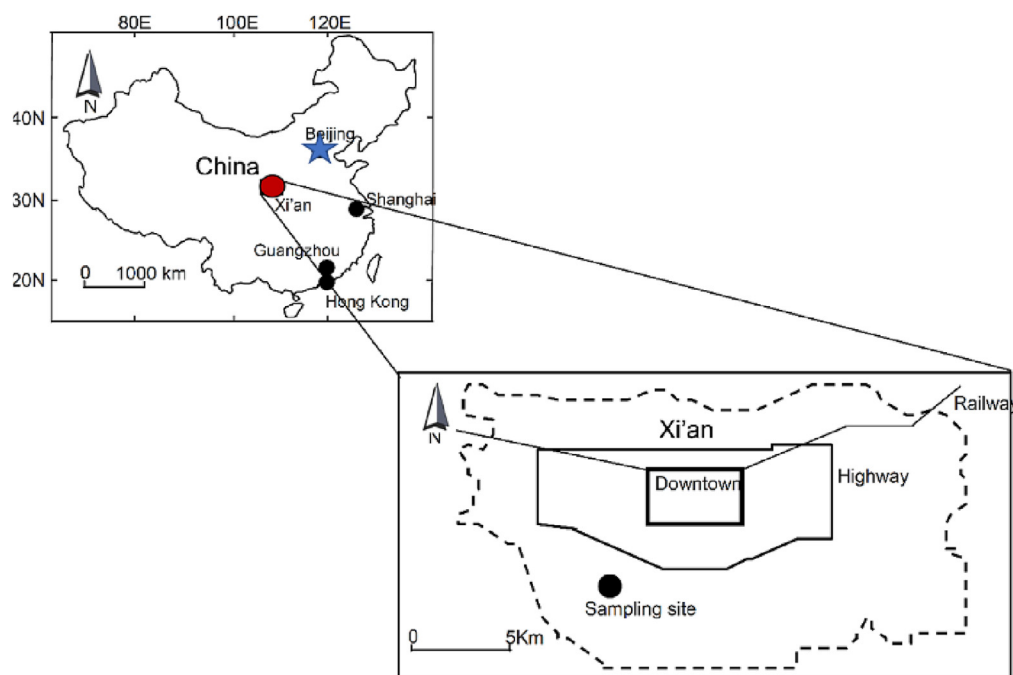 80E
100E
120E
N
40N
Beijing
China
30N
Xi'an
Shanghai
Guangzhou
0 1000 km
20N
Hong Kong
N
Railway
Xi'an
Downtown
Highway
Sampling site
0 5Km